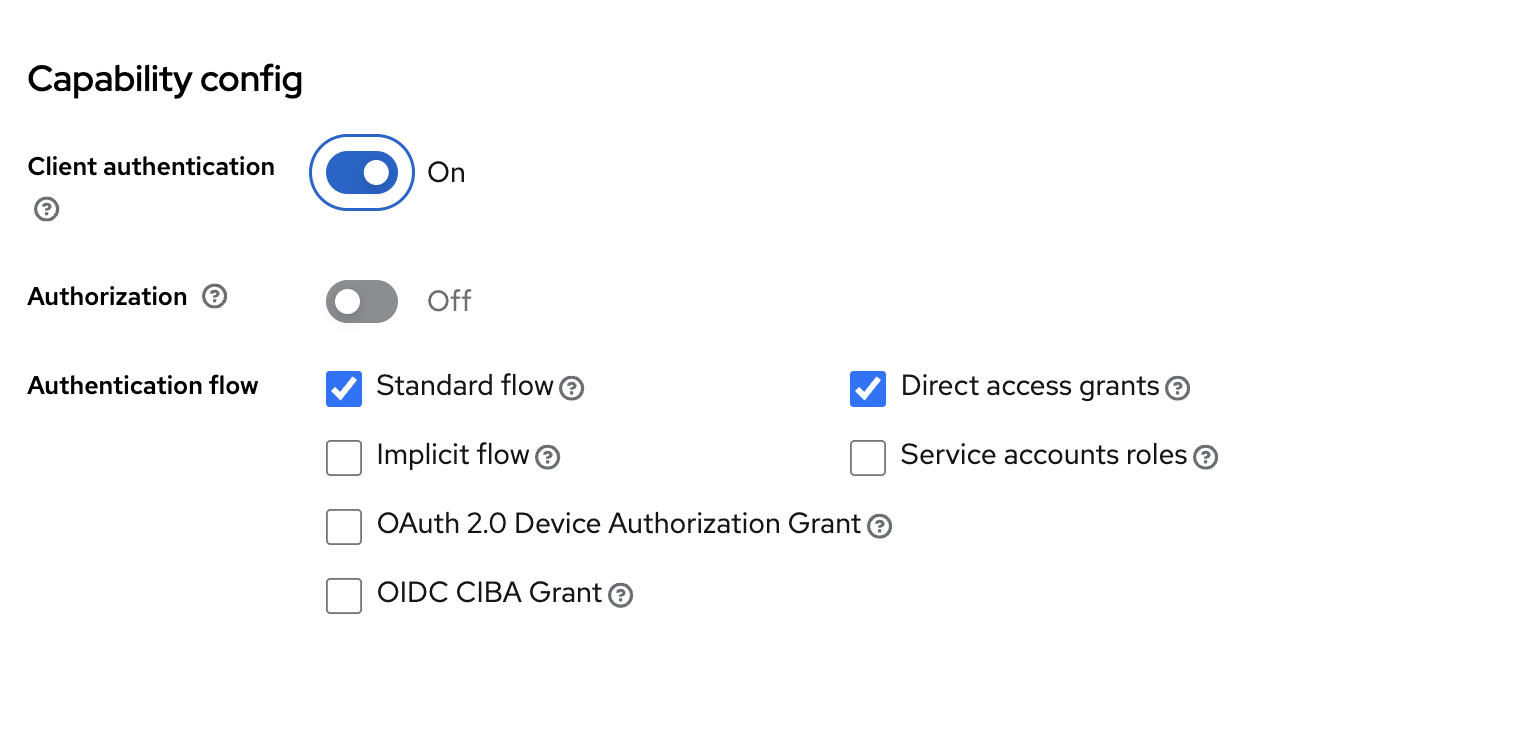 Capability config
Client authentication
On
Authorization
Off
Authentication flow
Standard flow
Direct access grants
Implicit flow
Service accounts roles
OAuth 2.0 Device Authorization Grant
OIDC CIBA Grant